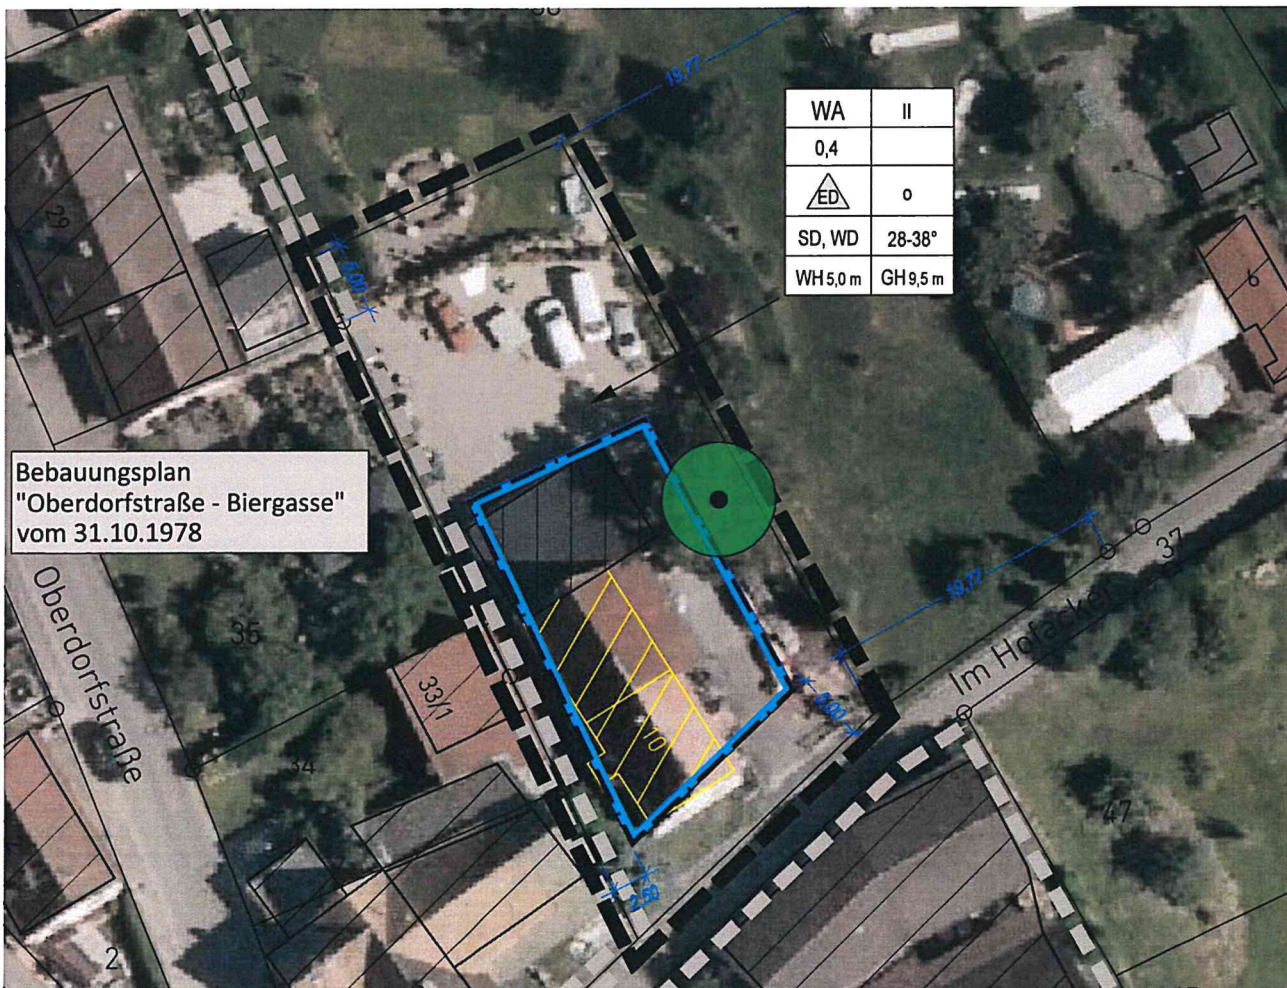 19,77
WA II
0,4
ED o
SD, WD 28-38°
WH 5,0 m GH 9,5 m
29
5,00
6
Bebauungsplan
"Oberdorfstraße - Biergasse"
vom 31.10.1978
37
19,77
Oberdorfstraße
35
Im Hofacker
33/1
5,00
10
34
47
2,50
2